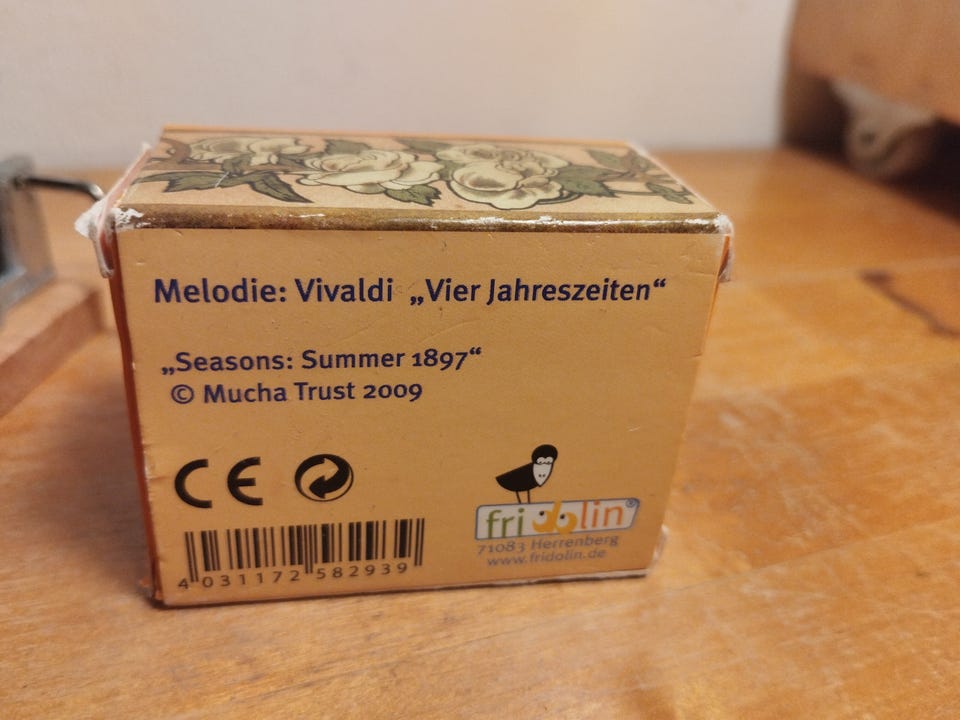 Melodie: Vivaldi „Vier Jahreszeiten“
„Seasons: Summer 1897“
© Mucha Trust 2009
CE
fridolin®
71083 Herrenberg
www.fridolin.de
4 031172 582939